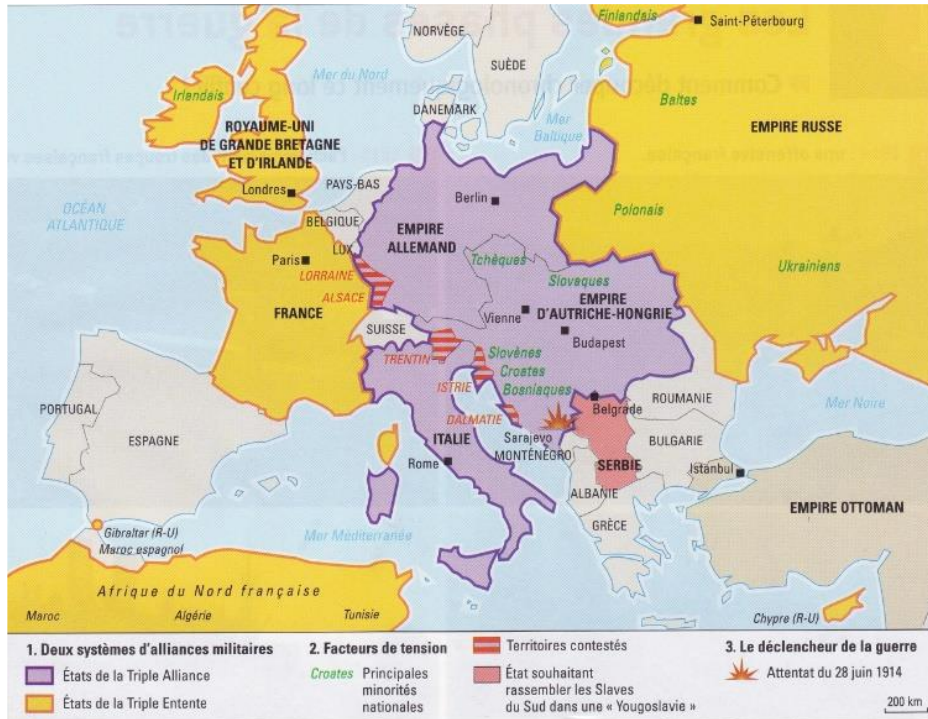 Finlandais
Saint-Pétersbourg
NORVÈGE
SUÈDE
Mer du Nord
Irlandais
DANEMARK
Mer
Baltique
Baltes
EMPIRE RUSSE
ROYAUME-UNI
DE GRANDE BRETAGNE
ET D'IRLANDE
Londres
PAYS-BAS
Berlin
BELGIQUE
EMPIRE
ALLEMAND
Polonais
OCÉAN
ATLANTIQUE
LUX.
Paris
LORRAINE
ALSACE
Tchèques
Slovaques
Ukrainiens
FRANCE
Vienne
EMPIRE
D'AUTRICHE-HONGRIE
SUISSE
Budapest
TRENTIN
Slovènes
Croates
Bosniaques
ISTRIE
DALMATIE
Belgrade
ROUMANIE
Mer Noire
PORTUGAL
ESPAGNE
ITALIE
Rome
Sarajevo
MONTÉNÉGRO
SERBIE
BULGARIE
Istanbul
ALBANIE
EMPIRE OTTOMAN
GRÈCE
Gibraltar (R-U)
Maroc espagnol
Mer Méditerranée
Afrique du Nord française
Maroc
Algérie
Tunisie
Chypre (R-U)
1. Deux systèmes d'alliances militaires
États de la Triple Alliance
États de la Triple Entente
2. Facteurs de tension
Croates
Principales
minorités
nationales
Territoires contestés
État souhaitant
rassembler les Slaves
du Sud dans une « Yougoslavie »
3. Le déclencheur de la guerre
Attentat du 28 juin 1914
200 km